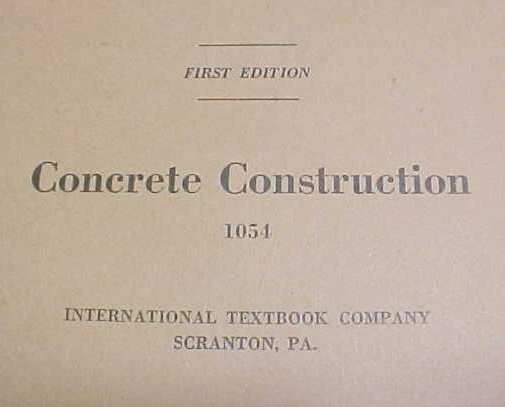 FIRST EDITION
Concrete Construction
1054
INTERNATIONAL TEXTBOOK COMPANY
SCRANTON, PA.